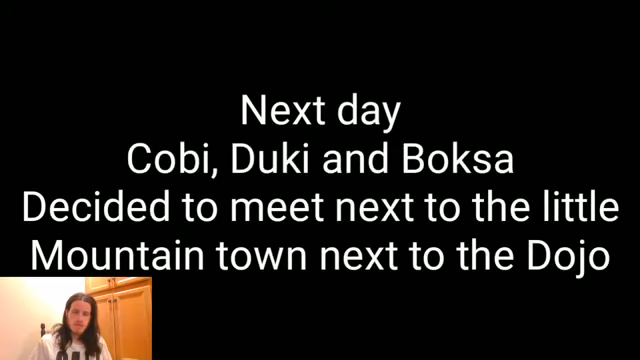 Next day
Cobi, Duki and Boksa
Decided to meet next to the little
Mountain town next to the Dojo